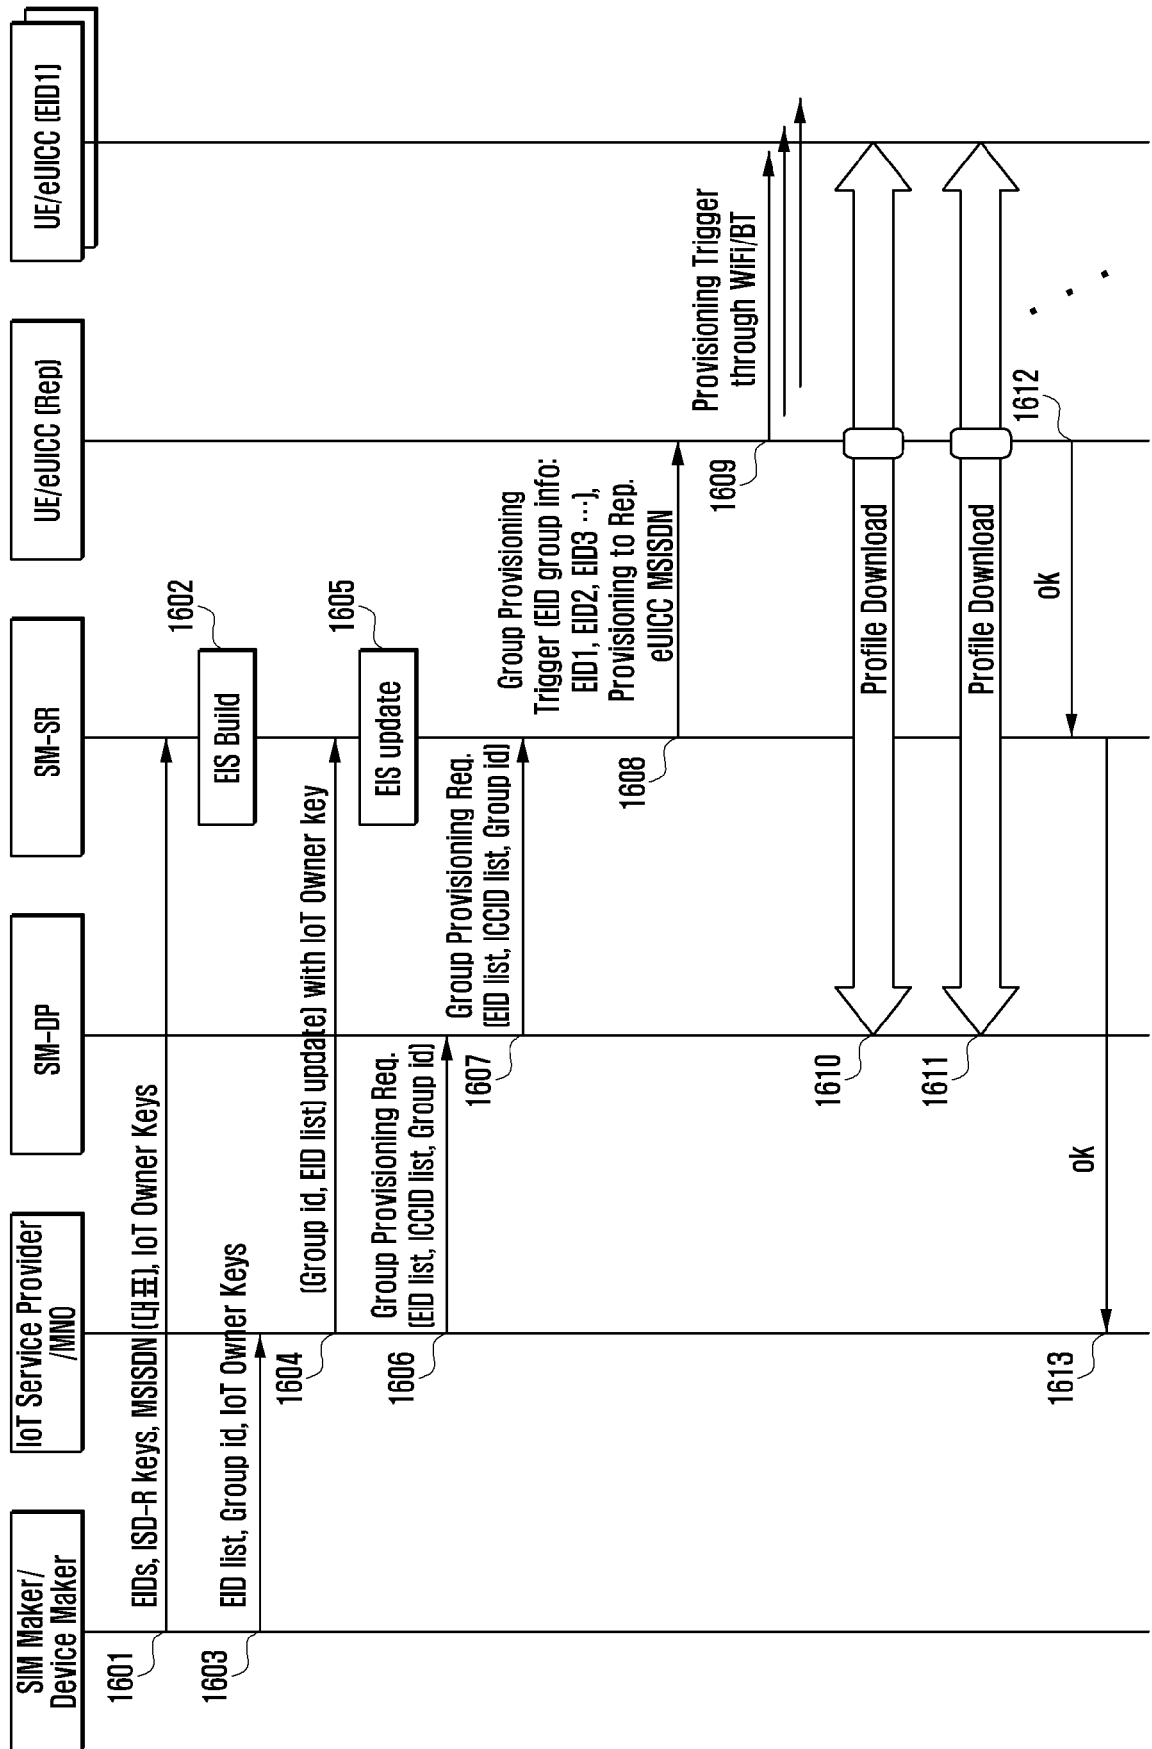 SIM Maker/
Device Maker
IoT Service Provider
/MNO
SM-DP
SM-SR
UE/eUICC (Rep)
UE/eUICC (EID1)
1601
EIDs, ISD-R keys, MSISDN (대표), IoT Owner Keys
EIS Build
1602
1603
EID list, Group id, IoT Owner Keys
1604
(Group id, EID list) update) with IoT Owner key
EIS update
1605
1606
Group Provisioning Req.
(EID list, ICCID list, Group id)
1607
Group Provisioning Req.
(EID list, ICCID list, Group id)
1608
Group Provisioning
Trigger (EID group info:
EID1, EID2, EID3 ⋯),
Provisioning to Rep.
eUICC MSISDN
1609
Provisioning Trigger
through WiFi/BT
1610
Profile Download
1611
Profile Download
1612
ok
1613
ok